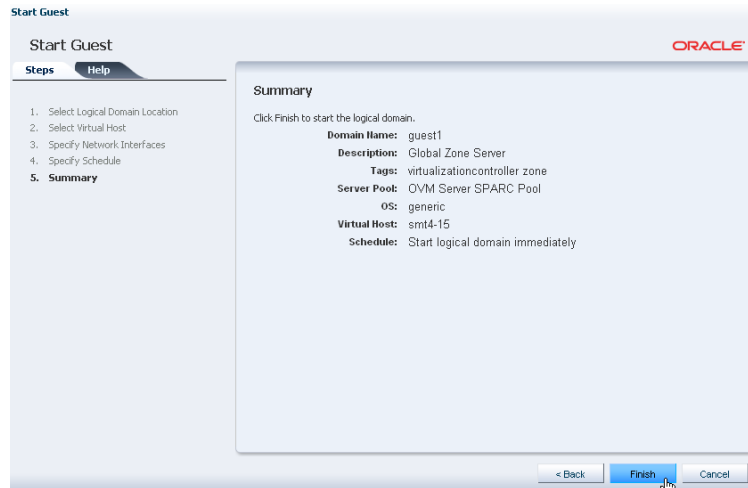 Start Guest
Start Guest
ORACLE
Steps Help
1. Select Logical Domain Location
2. Select Virtual Host
3. Specify Network Interfaces
4. Specify Schedule
5. Summary
Summary
Click Finish to start the logical domain.
Domain Name: guest1
Description: Global Zone Server
Tags: virtualizationcontroller zone
Server Pool: OVM Server SPARC Pool
OS: generic
Virtual Host: smt4-15
Schedule: Start logical domain immediately
< Back Finish Cancel